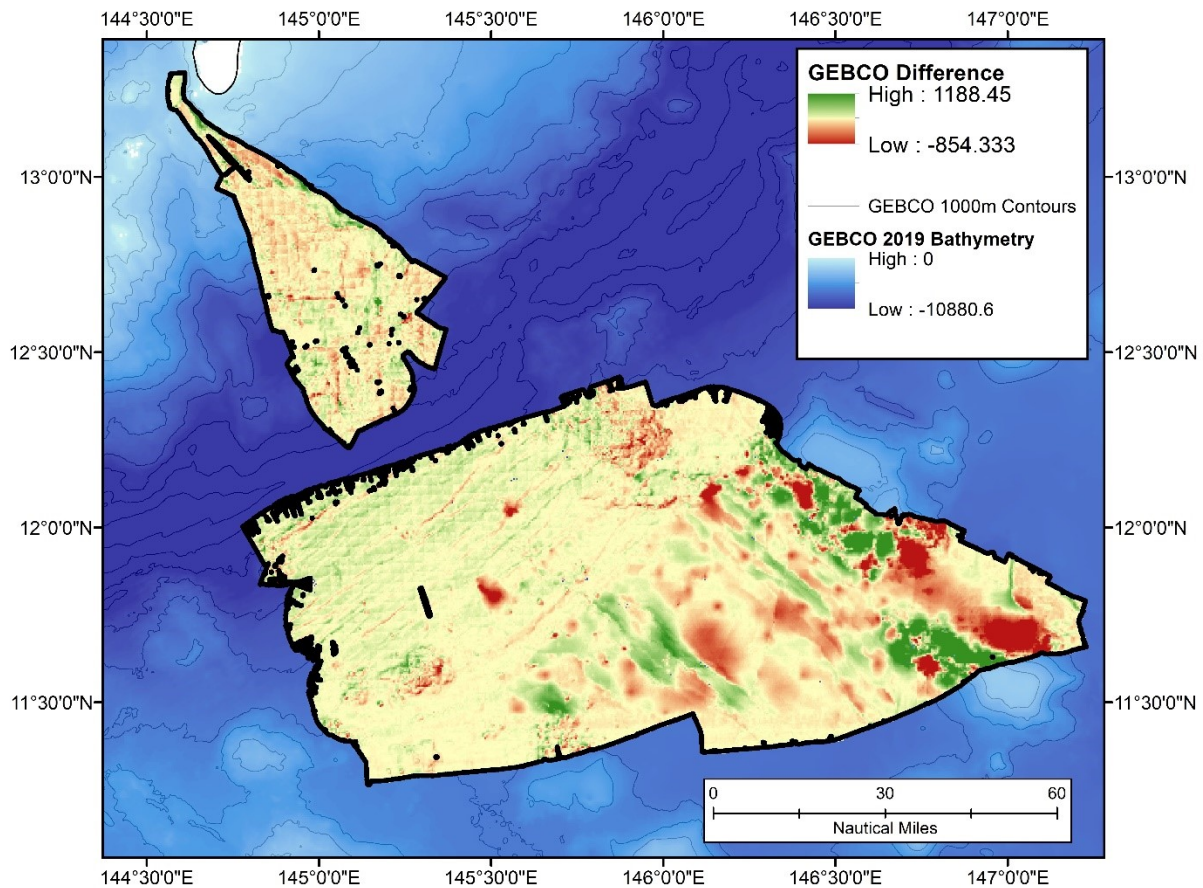 144°30'0"E 145°0'0"E 145°30'0"E 146°0'0"E 146°30'0"E 147°0'0"E
GEBCO Difference
High : 1188.45
Low : -854.333
GEBCO 1000m Contours
GEBCO 2019 Bathymetry
High : 0
Low : -10880.6
13°0'0"N 13°0'0"N
12°30'0"N 12°30'0"N
12°0'0"N 12°0'0"N
11°30'0"N 11°30'0"N
0 30 60
Nautical Miles
144°30'0"E 145°0'0"E 145°30'0"E 146°0'0"E 146°30'0"E 147°0'0"E